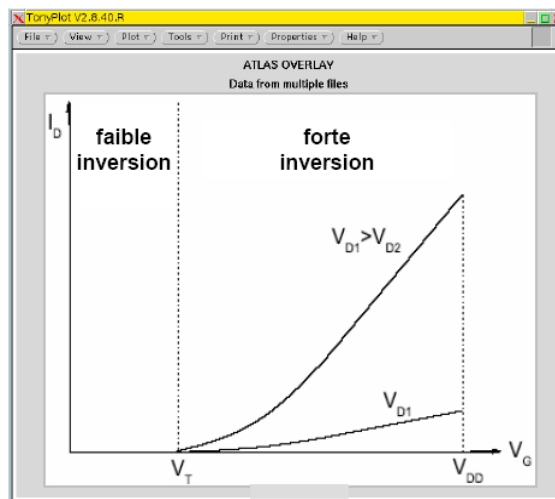 TonyPlot V2.8.40.R
File View Plot Tools Print Properties Help
ATLAS OVERLAY
Data from multiple files
I_D
faible
inversion
forte
inversion
V_D1>V_D2
V_D1
V_T
V_DD
V_G